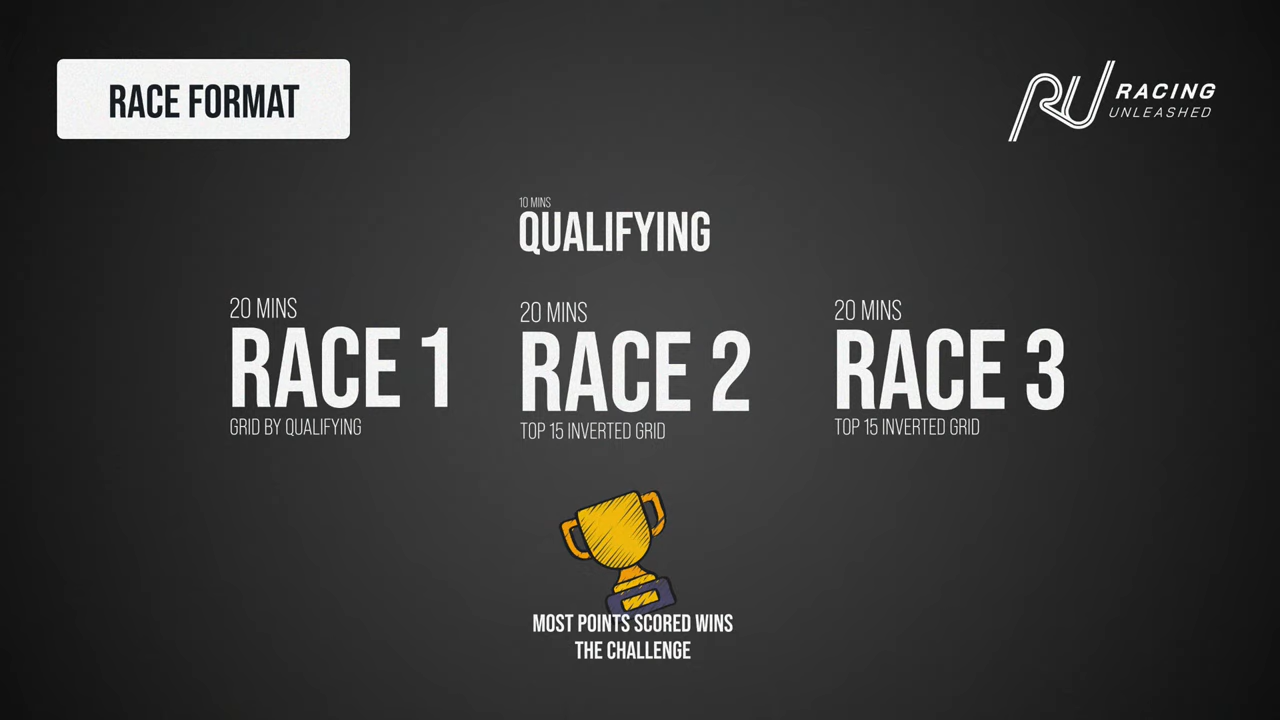 RACE FORMAT
RACING
UNLEASHED
10 MINS
QUALIFYING
20 MINS
RACE 1
GRID BY QUALIFYING
20 MINS
RACE 2
TOP 15 INVERTED GRID
20 MINS
RACE 3
TOP 15 INVERTED GRID
MOST POINTS SCORED WINS
THE CHALLENGE